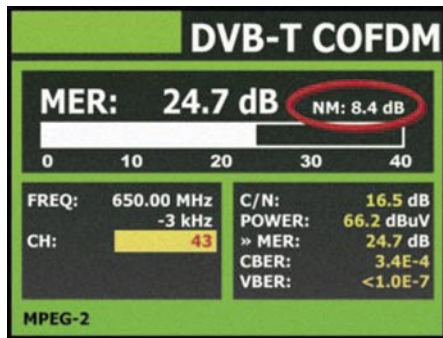 DVB-T COFDM
MER: 24.7 dB NM: 8.4 dB
0 10 20 30 40
FREQ: 650.00 MHz
-3 kHz
CH: 43
C/N: 16.5 dB
POWER: 66.2 dBuV
» MER: 24.7 dB
CBER: 3.4E-4
VBER: <1.0E-7
MPEG-2